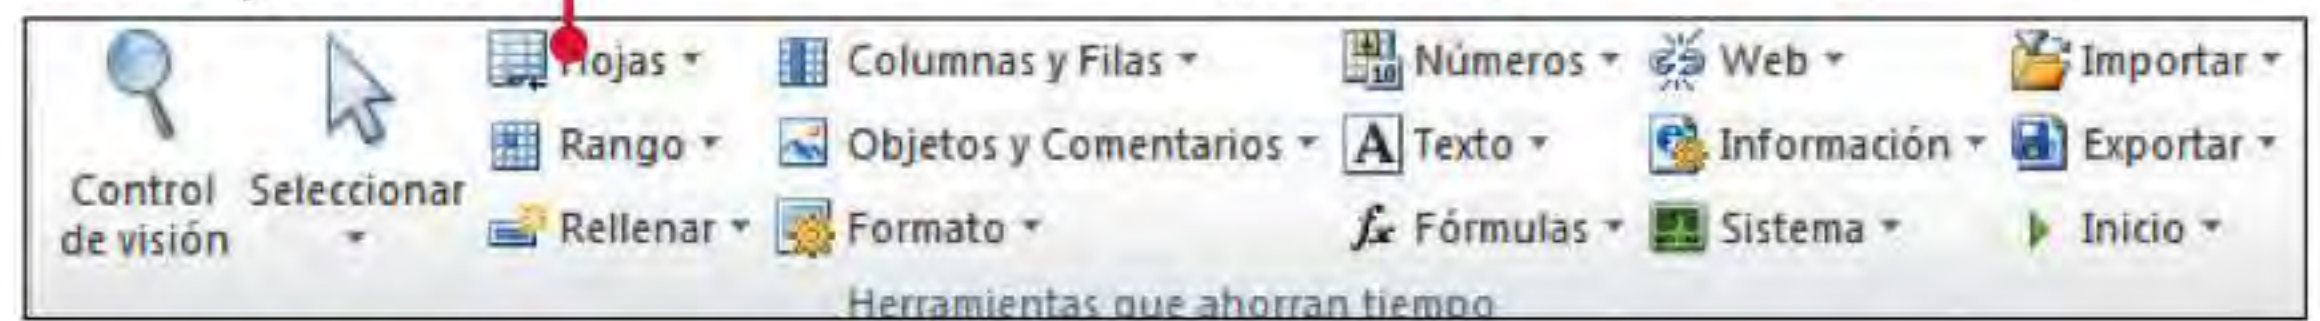 Hojas
Columnas y Filas
Números
Web
Importar
Rango
Objetos y Comentarios
Texto
Información
Exportar
Control
de visión
Seleccionar
Rellenar
Formato
Fórmulas
Sistema
Inicio
Herramientas que ahorran tiempo